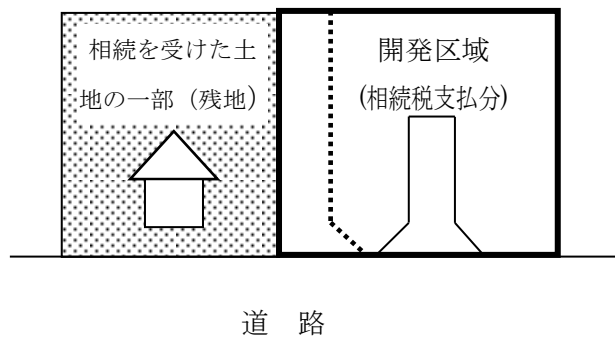 相続を受けた土
地の一部（残地）
開発区域
(相続税支払分)
道　路